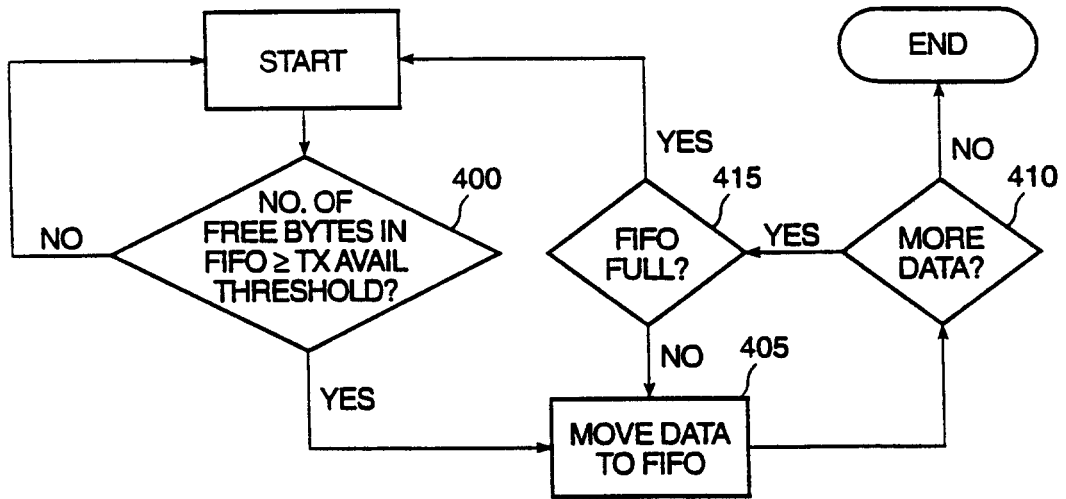 START
END
400
NO. OF
FREE BYTES IN
FIFO ≥ TX AVAIL
THRESHOLD?
NO
YES
YES
415
FIFO
FULL?
NO
YES
410
MORE
DATA?
NO
405
MOVE DATA
TO FIFO